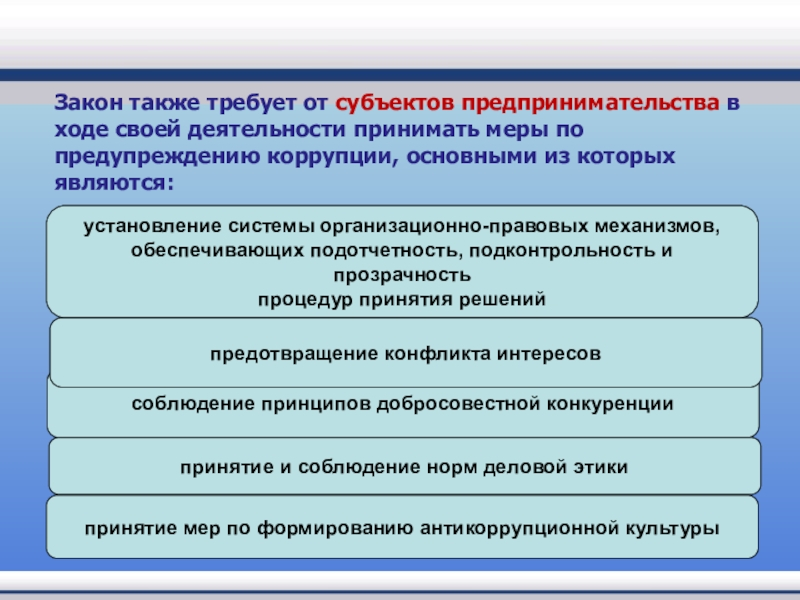 Закон также требует от субъектов предпринимательства в
ходе своей деятельности принимать меры по
предупреждению коррупции, основными из которых
являются:
установление системы организационно-правовых механизмов,
обеспечивающих подотчетность, подконтрольность и
прозрачность
процедур принятия решений
предотвращение конфликта интересов
соблюдение принципов добросовестной конкуренции
принятие и соблюдение норм деловой этики
принятие мер по формированию антикоррупционной культуры